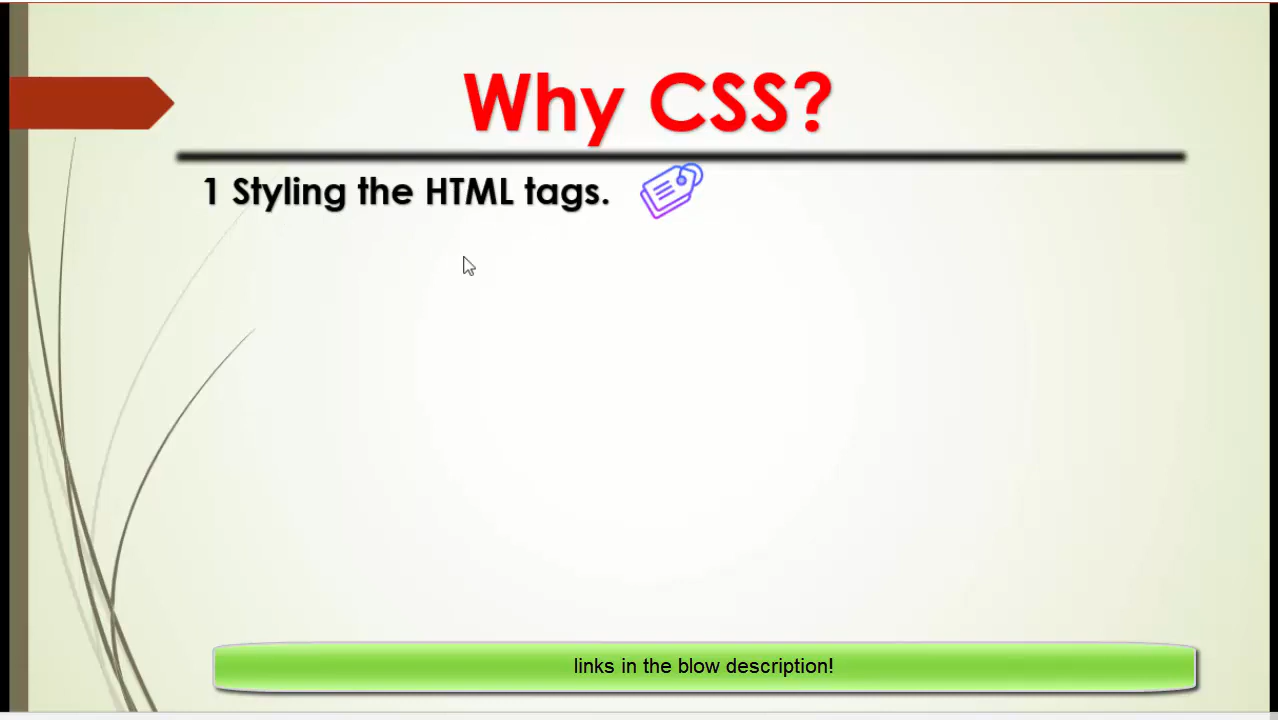 Why CSS?
1 Styling the HTML tags.
links in the blow description!